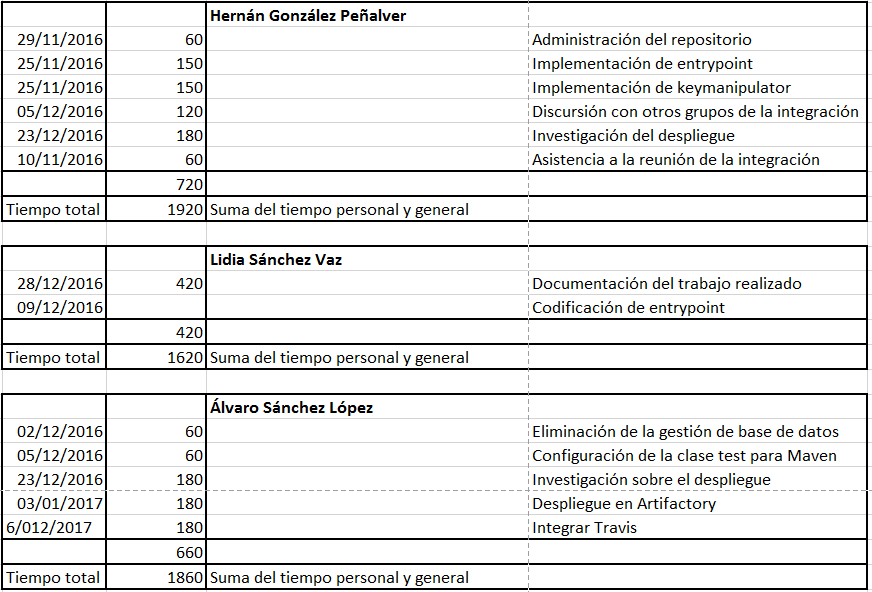 Hernán González Peñalver
29/11/2016 60 Administración del repositorio
25/11/2016 150 Implementación de entrypoint
25/11/2016 150 Implementación de keymanipulator
05/12/2016 120 Discursión con otros grupos de la integración
23/12/2016 180 Investigación del despliegue
10/11/2016 60 Asistencia a la reunión de la integración
720
Tiempo total 1920 Suma del tiempo personal y general
Lidia Sánchez Vaz
28/12/2016 420 Documentación del trabajo realizado
09/12/2016 Codificación de entrypoint
420
Tiempo total 1620 Suma del tiempo personal y general
Álvaro Sánchez López
02/12/2016 60 Eliminación de la gestión de base de datos
05/12/2016 60 Configuración de la clase test para Maven
23/12/2016 180 Investigación sobre el despliegue
03/01/2017 180 Despliegue en Artifactory
6/012/2017 180 Integrar Travis
660
Tiempo total 1860 Suma del tiempo personal y general